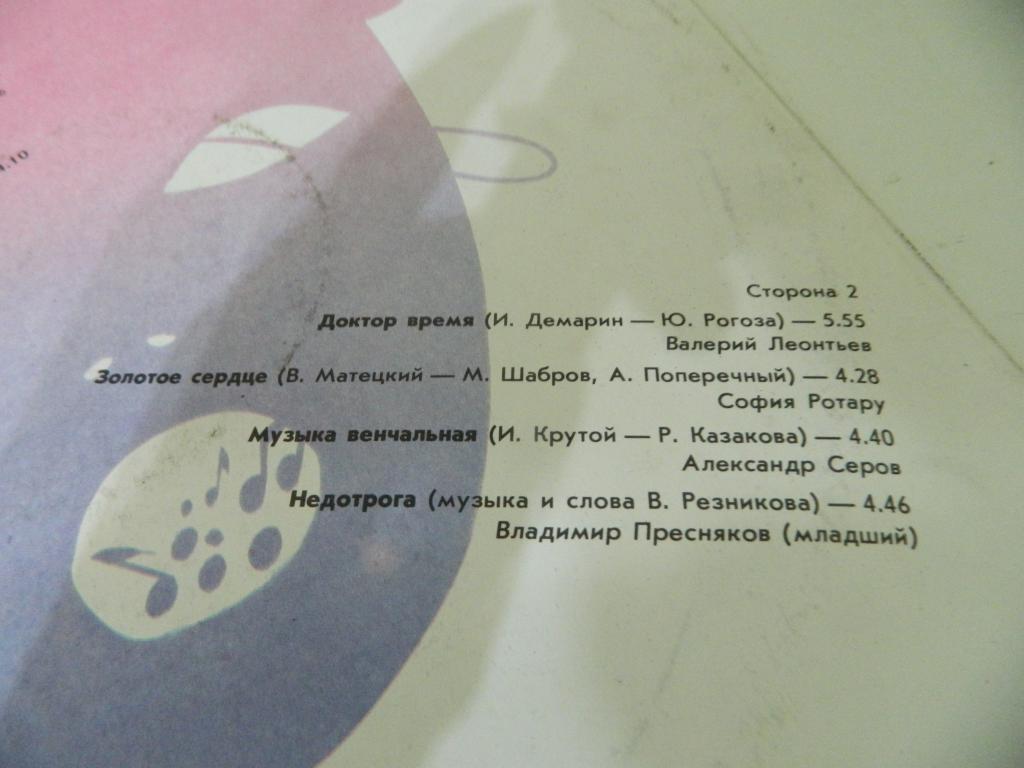 Сторона 2
Доктор время (И. Демарин — Ю. Рогоза) — 5.55
Валерий Леонтьев
Золотое сердце (В. Матецкий — М. Шабров, А. Поперечный) — 4.28
София Ротару
Музыка венчальная (И. Крутой — Р. Казакова) — 4.40
Александр Серов
Недотрога (музыка и слова В. Резникова) — 4.46
Владимир Пресняков (младший)